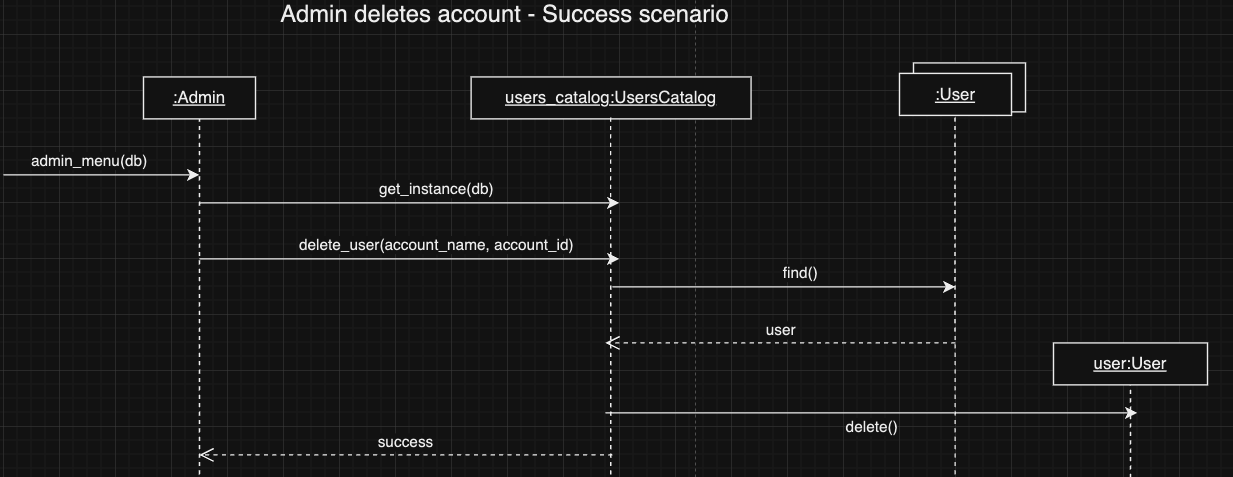 Admin deletes account - Success scenario
:Admin
users_catalog:UsersCatalog
:User
admin_menu(db)
get_instance(db)
delete_user(account_name, account_id)
find()
user
user:User
delete()
success